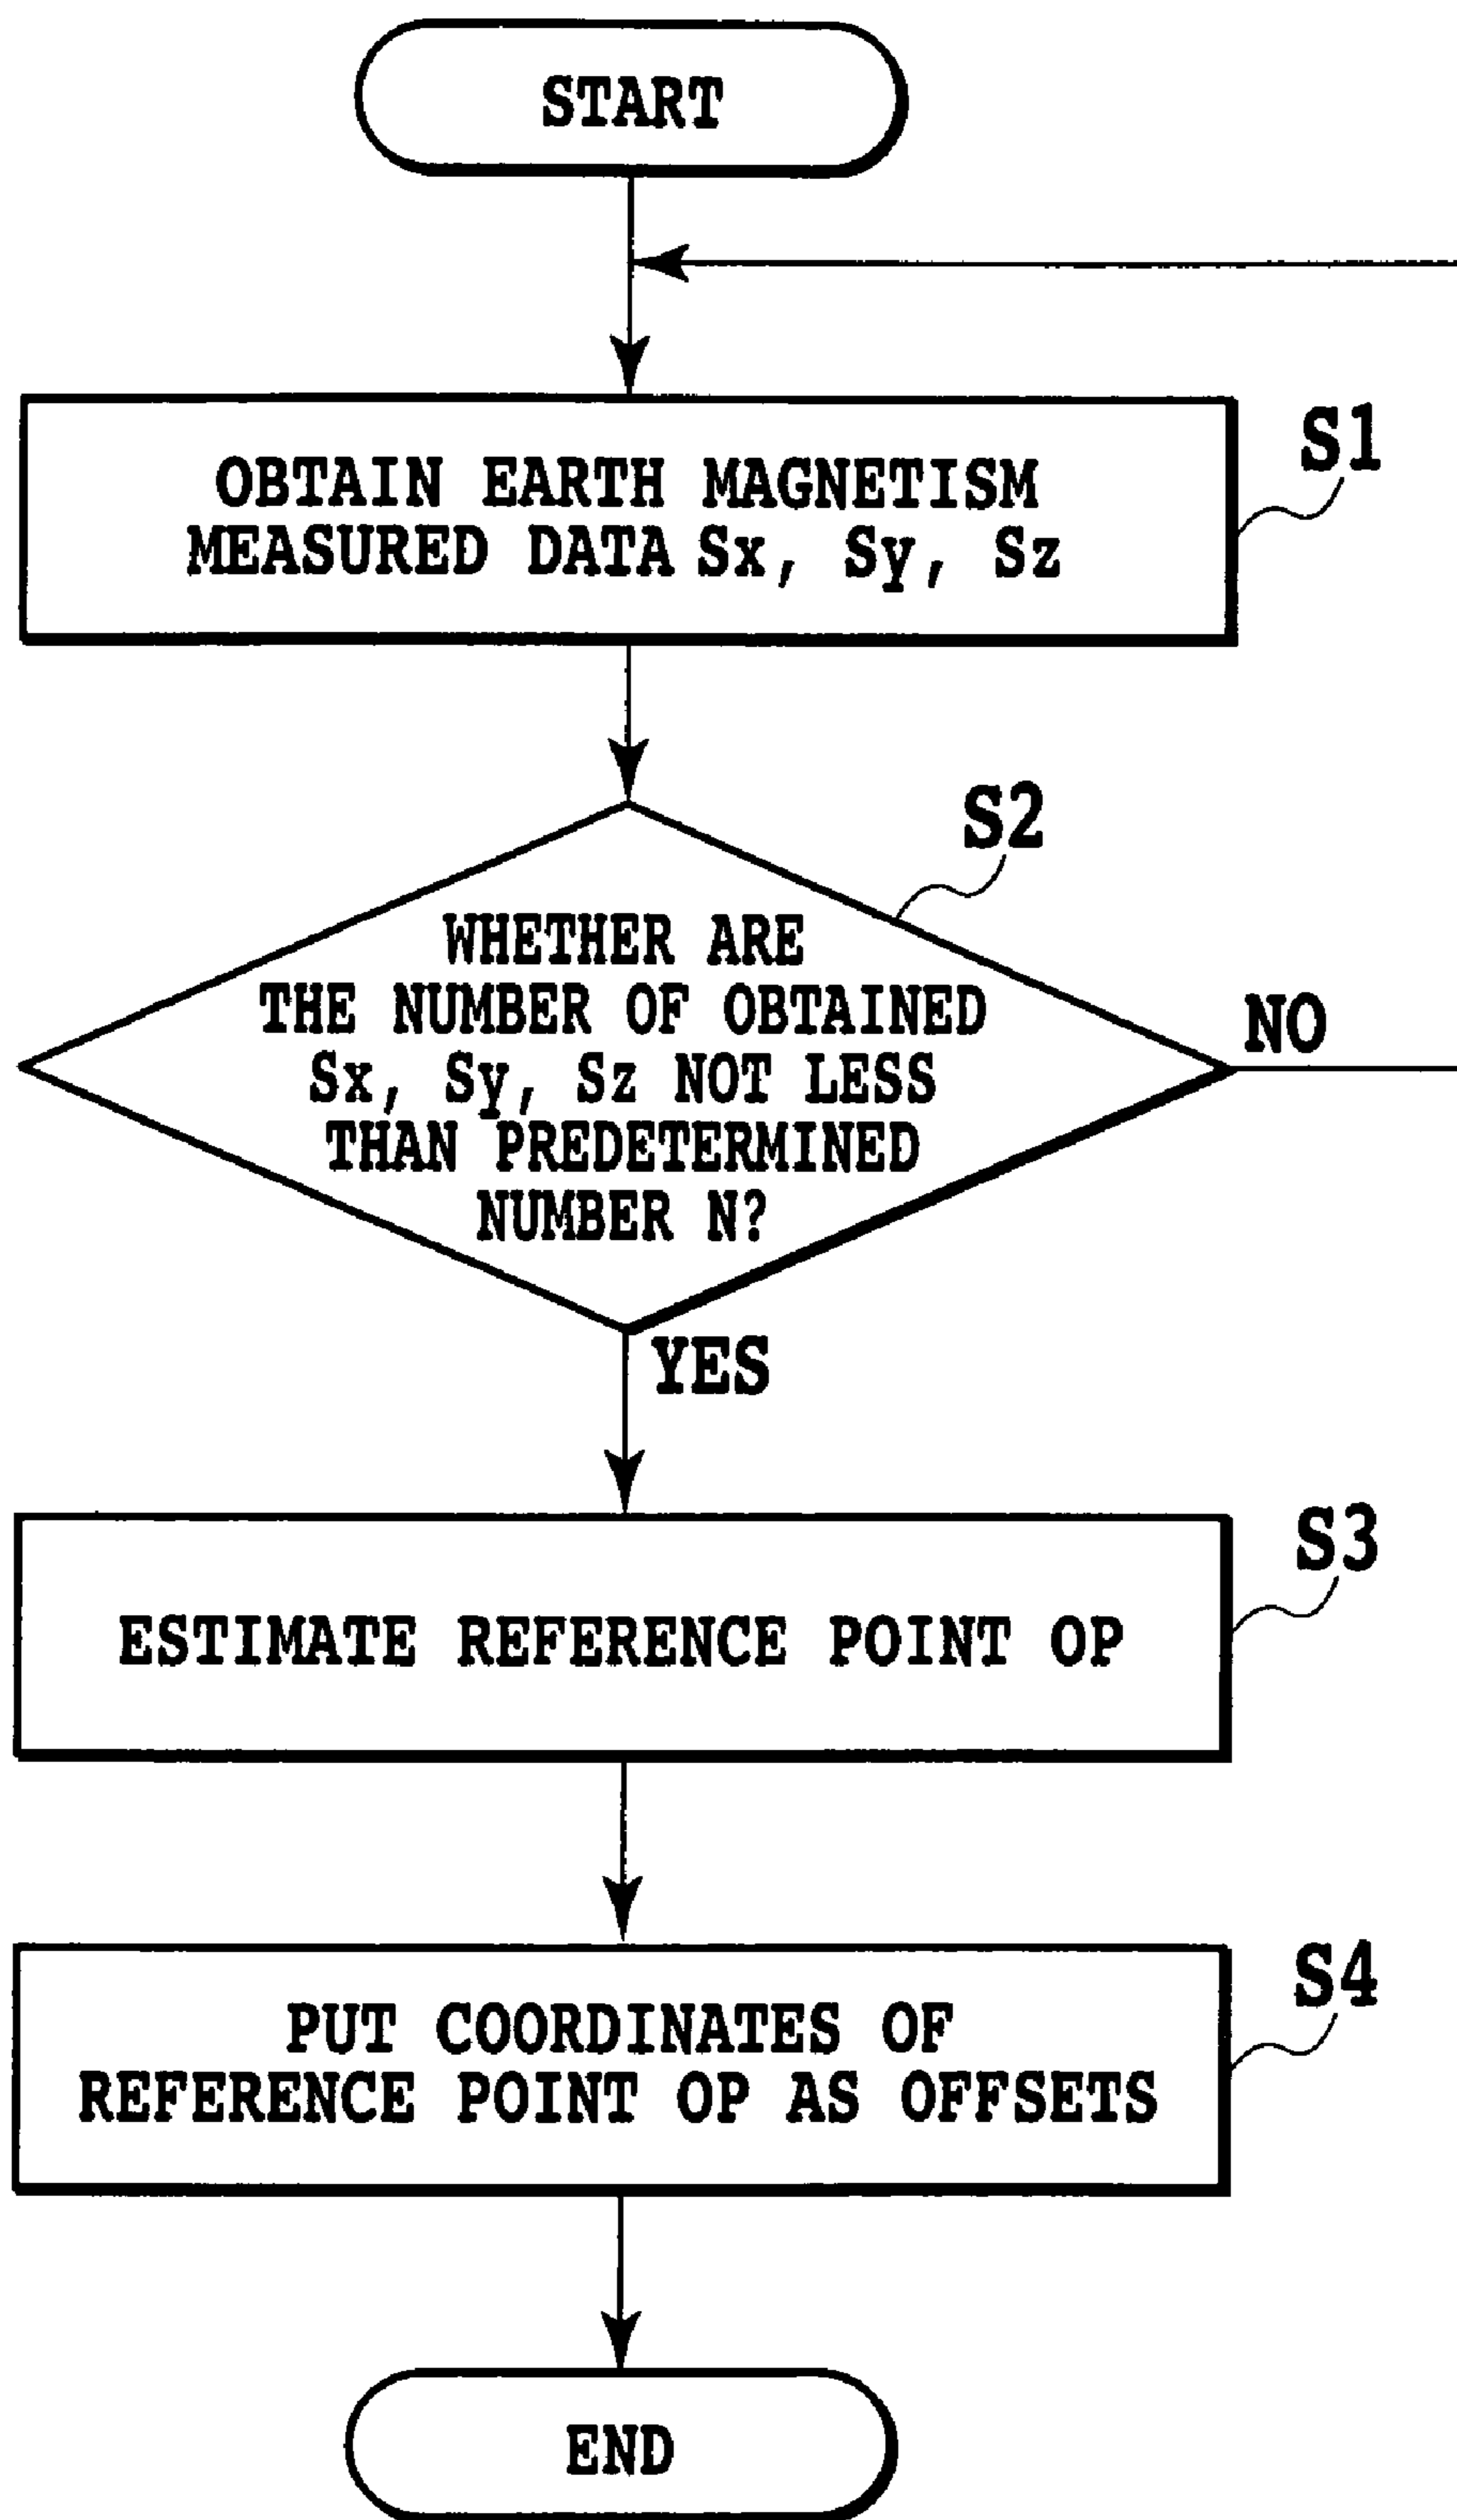 START
OBTAIN EARTH MAGNETISM
MEASURED DATA Sx, Sy, Sz
S1
S2
WHETHER ARE
THE NUMBER OF OBTAINED
Sx, Sy, Sz NOT LESS
THAN PREDETERMINED
NUMBER N?
NO
YES
ESTIMATE REFERENCE POINT OP
S3
PUT COORDINATES OF
REFERENCE POINT OP AS OFFSETS
S4
END